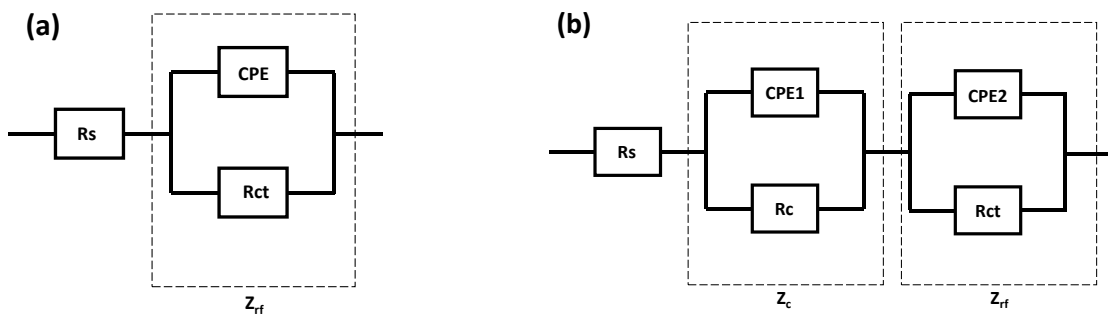 (a)
CPE
Rs
Rct
Zrf
(b)
CPE1
CPE2
Rs
Rc
Rct
Zc
Zrf